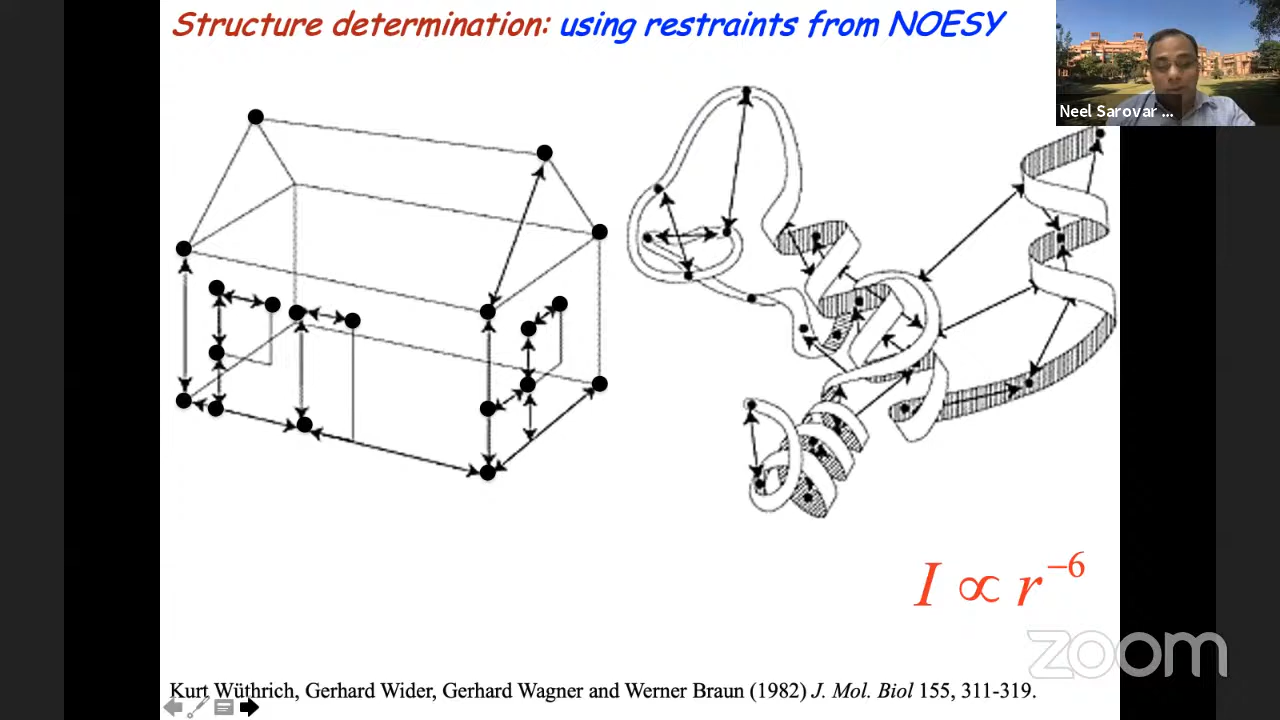 Structure determination: using restraints from NOESY
Neel Sarovar ...
I ∝ r⁻⁶
zoom
Kurt Wüthrich, Gerhard Wider, Gerhard Wagner and Werner Braun (1982) J. Mol. Biol 155, 311-319.